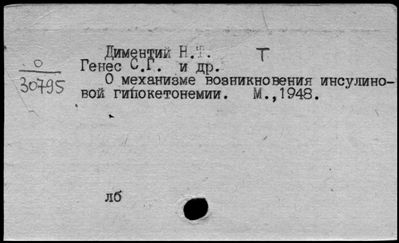 Диментий Н. Т
О
Генес С.Г. и др.
30795
О механизме возникновения инсулино-
вой гипокетонемии. М.,1948.
лб